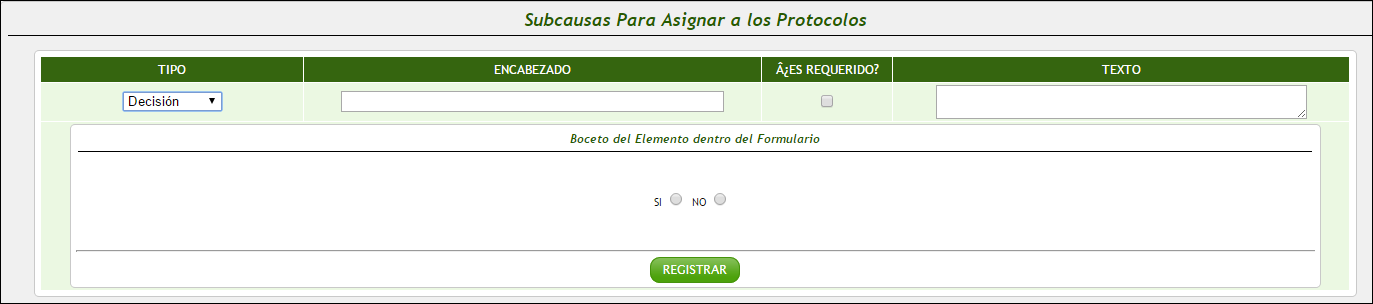 Subcausas Para Asignar a los Protocolos
TIPO ENCABEZADO Â¿ES REQUERIDO? TEXTO
Decisión
Boceto del Elemento dentro del Formulario
SI NO
REGISTRAR